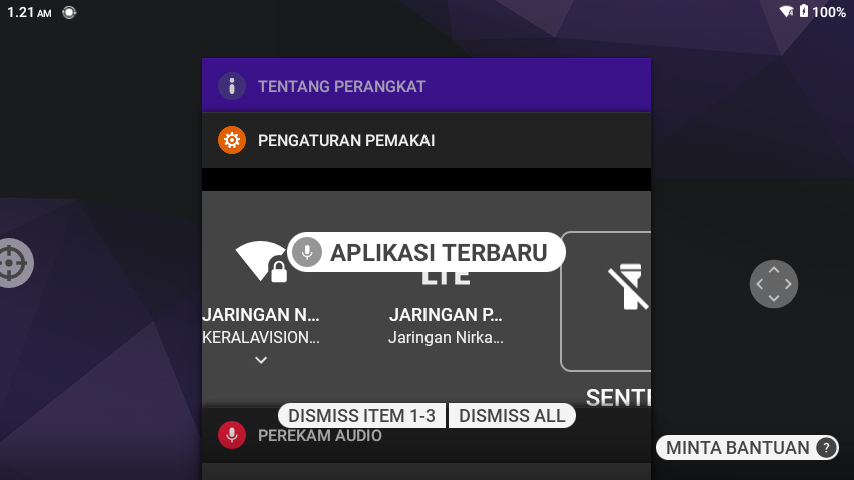 1.21 AM
100%
TENTANG PERANGKAT
PENGATURAN PEMAKAI
APLIKASI TERBARU
LTE
JARINGAN N...
JARINGAN P...
KERALAVISION...
Jaringan Nirka...
SENTE
DISMISS ITEM 1-3
DISMISS ALL
PEREKAM AUDIO
MINTA BANTUAN ?